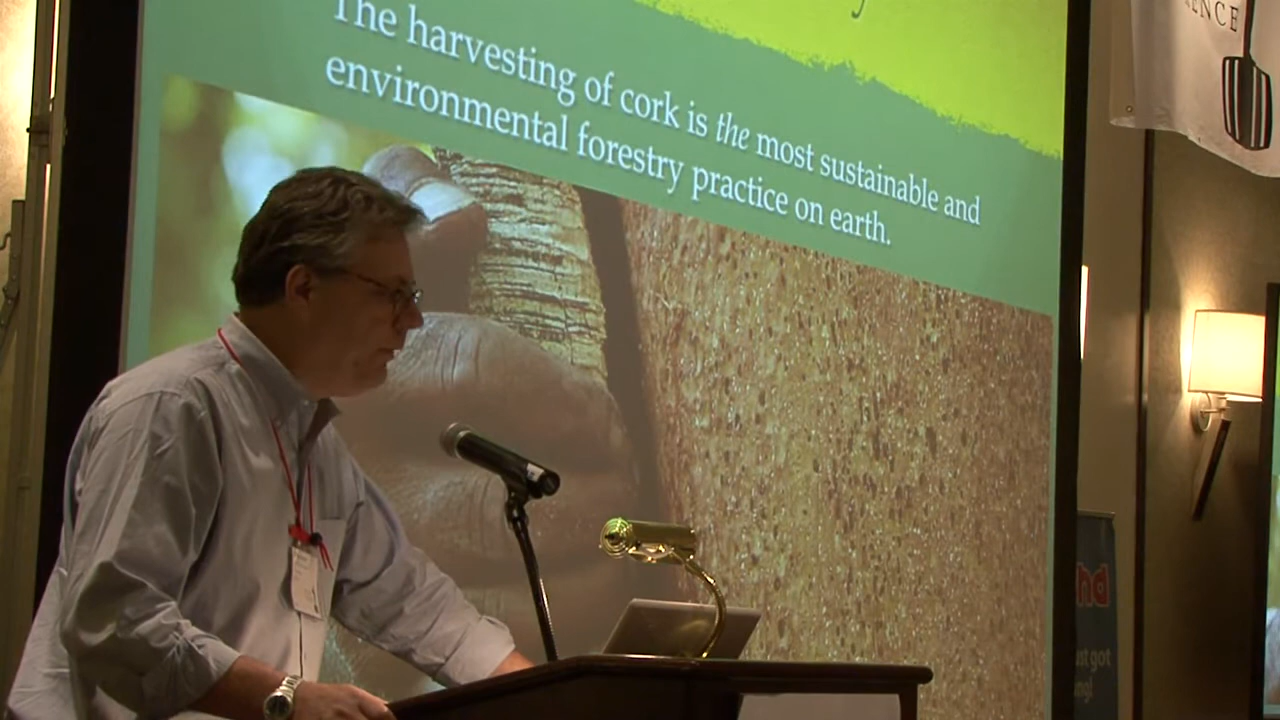 The harvesting of cork is the most sustainable and
environmental forestry practice on earth.